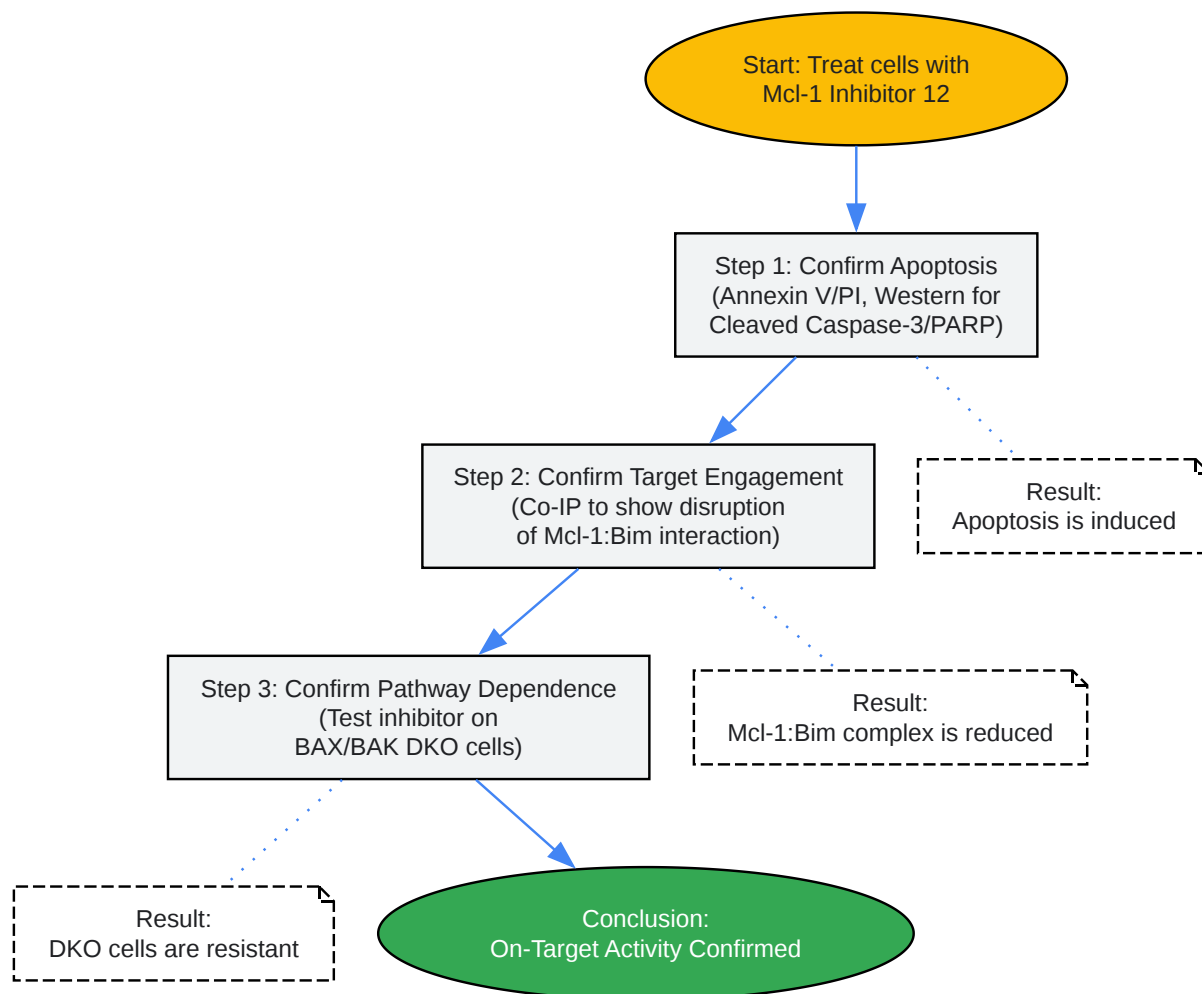 Start: Treat cells with
Mcl-1 Inhibitor 12
Step 1: Confirm Apoptosis
(Annexin V/PI, Western for
Cleaved Caspase-3/PARP)
Result:
Apoptosis is induced
Step 2: Confirm Target Engagement
(Co-IP to show disruption
of Mcl-1:Bim interaction)
Result:
Mcl-1:Bim complex is reduced
Step 3: Confirm Pathway Dependence
(Test inhibitor on
BAX/BAK DKO cells)
Result:
DKO cells are resistant
Conclusion:
On-Target Activity Confirmed